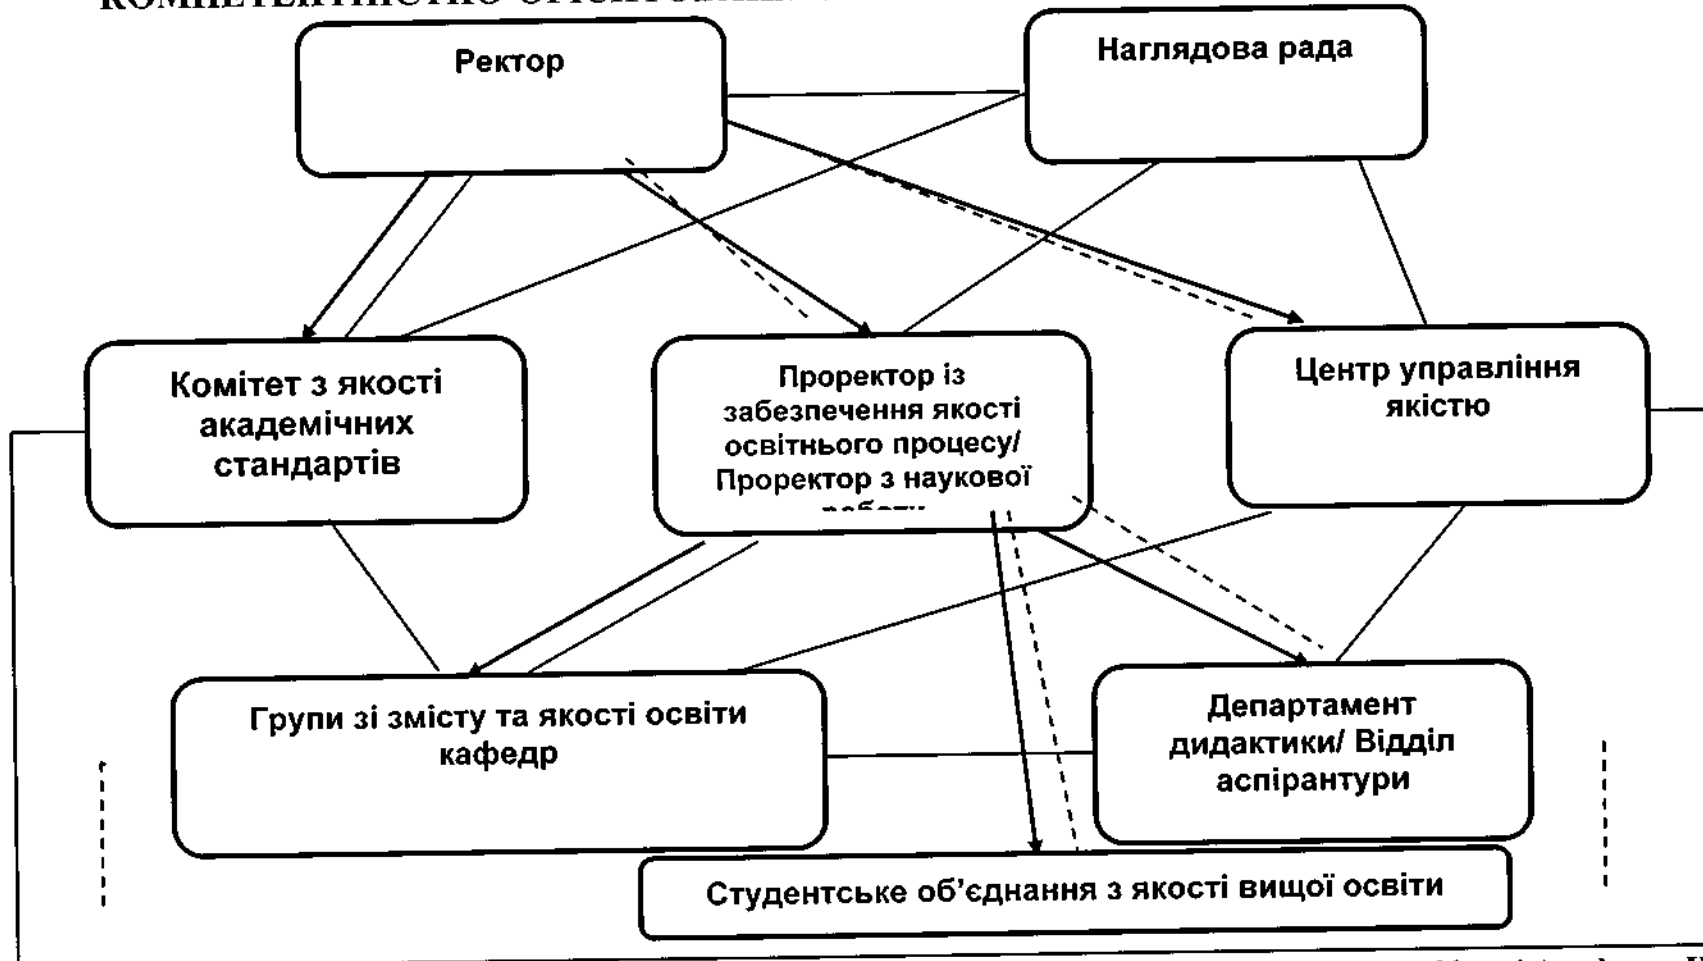 Ректор
Наглядова рада
Комітет з якості
академічних
стандартів
Проректор із
забезпечення якості
освітнього процесу/
Проректор з наукової
Центр управління
якістю
Групи зі змісту та якості освіти
кафедр
Департамент
дидактики/ Відділ
аспірантури
Студентське об’єднання з якості вищої освіти